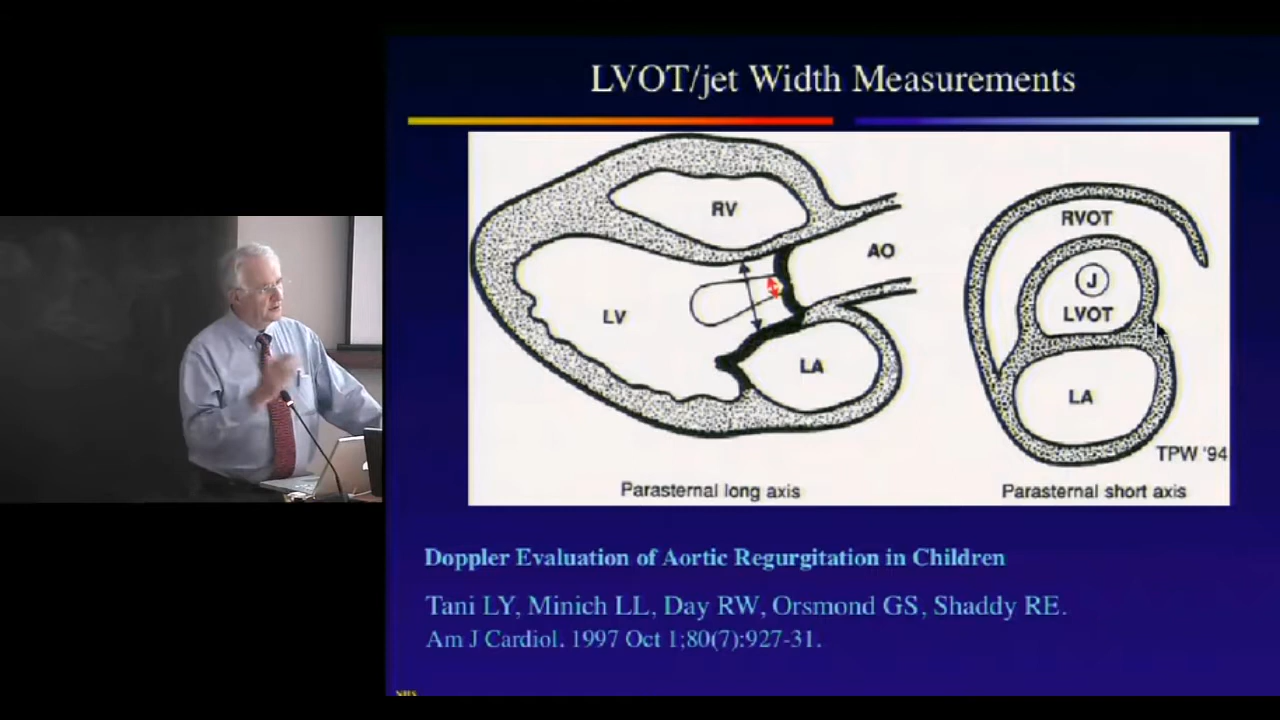 LVOT/jet Width Measurements
RV
AO
LV
LA
Parasternal long axis
RVOT
J
LVOT
LA
TPW '94
Parasternal short axis
Doppler Evaluation of Aortic Regurgitation in Children
Tani LY, Minich LL, Day RW, Orsmond GS, Shaddy RE.
Am J Cardiol. 1997 Oct 1;80(7):927-31.